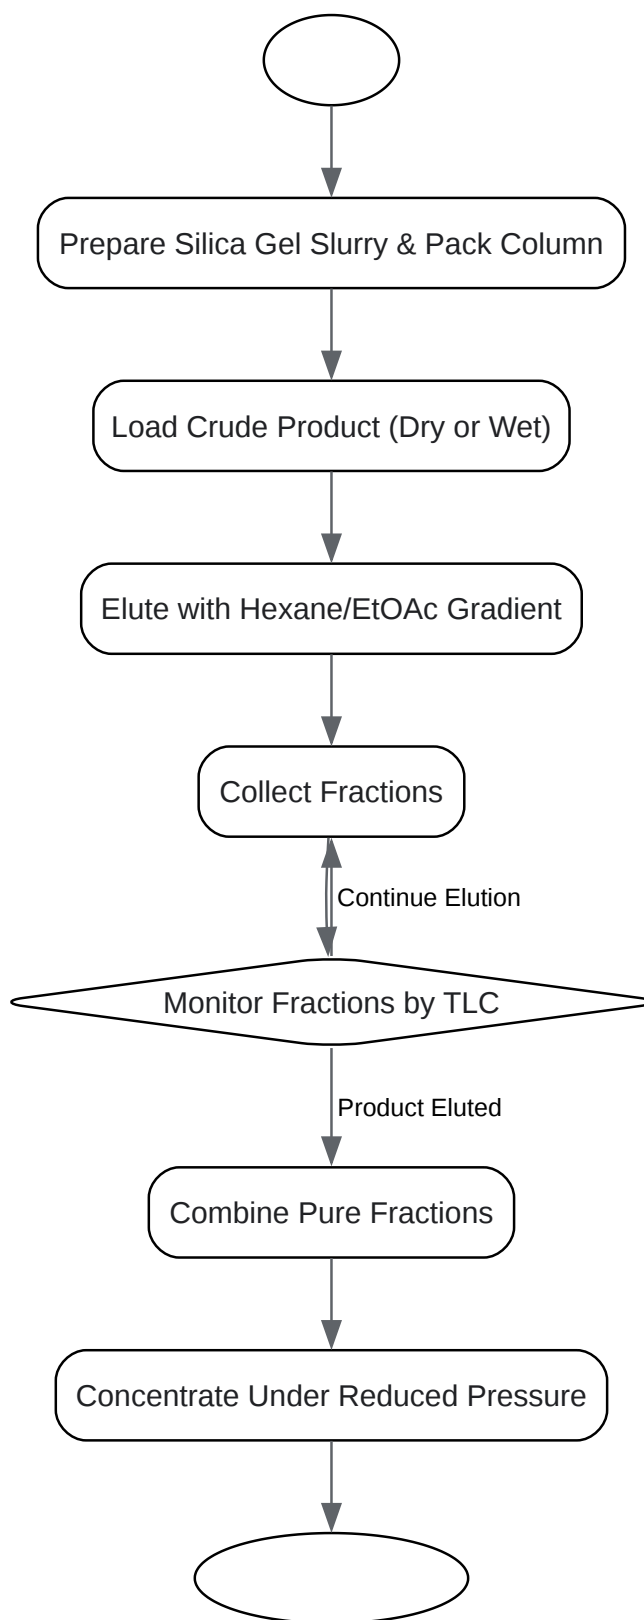 Prepare Silica Gel Slurry & Pack Column
Load Crude Product (Dry or Wet)
Elute with Hexane/EtOAc Gradient
Collect Fractions
Continue Elution
Monitor Fractions by TLC
Product Eluted
Combine Pure Fractions
Concentrate Under Reduced Pressure